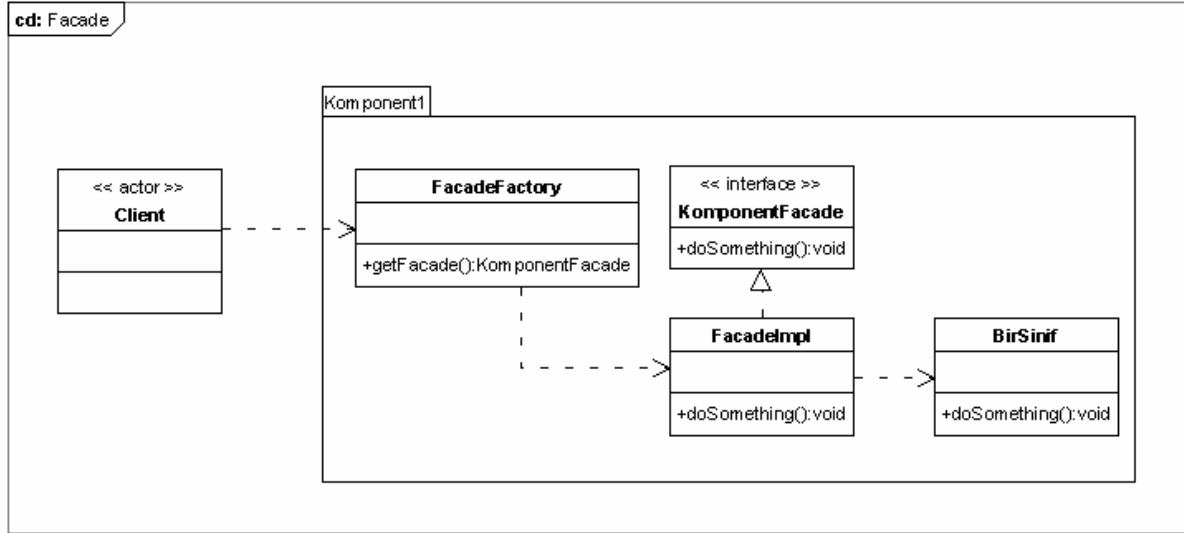 cd: Facade
Komponent1
<< actor >>
Client
FacadeFactory
+getFacade():KomponentFacade
<< interface >>
KomponentFacade
+doSomething():void
FacadeImpl
+doSomething():void
BirSinif
+doSomething():void